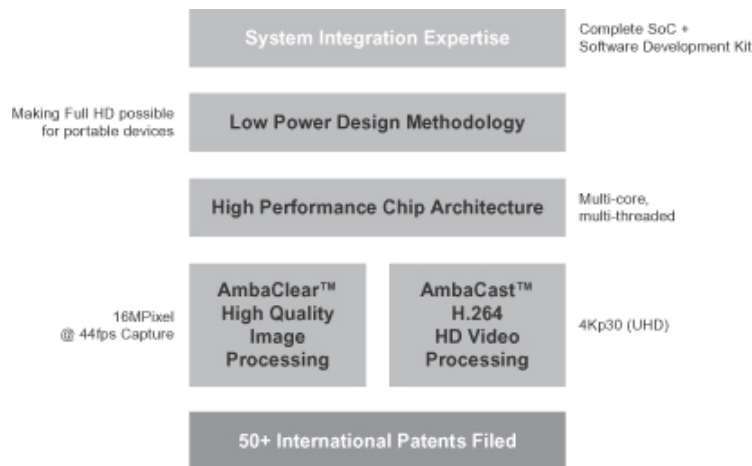 System Integration Expertise
Complete SoC +
Software Development Kit
Making Full HD possible
for portable devices
Low Power Design Methodology
High Performance Chip Architecture
Multi-core,
multi-threaded
16MPixel
@ 44fps Capture
AmbaClear™
High Quality
Image
Processing
AmbaCast™
H.264
HD Video
Processing
4Kp30 (UHD)
50+ International Patents Filed